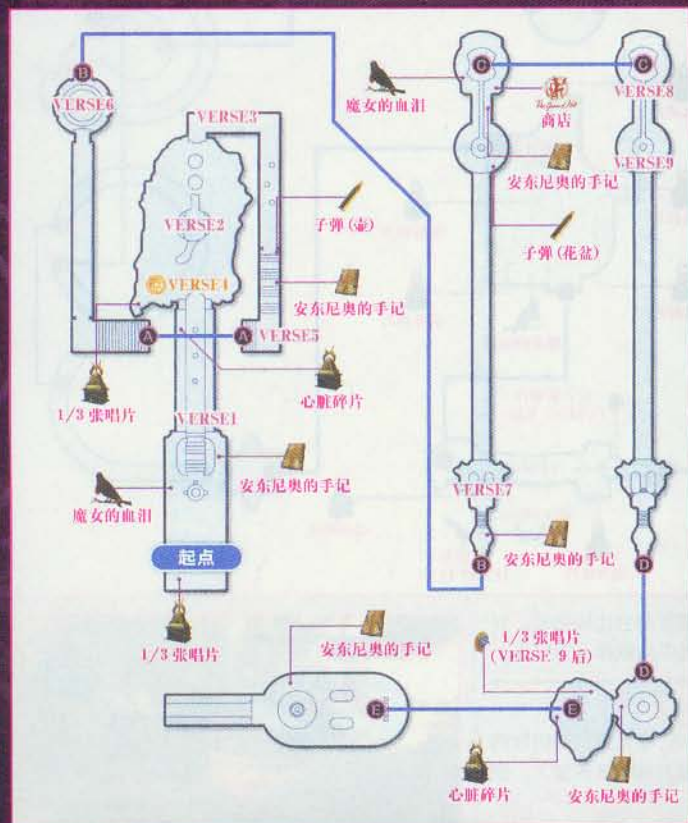 B
VERSE6
VERSE3
VERSE2
VERSE4
子弹(壶)
安东尼奥的手记
A
A
VERSE5
1/3 张唱片
心脏碎片
VERSE1
安东尼奥的手记
魔女的血泪
起点
1/3 张唱片
C
C
魔女的血泪
VERSE8
商店
安东尼奥的手记
VERSE9
子弹(花盆)
VERSE7
安东尼奥的手记
B
D
D
安东尼奥的手记
1/3 张唱片
(VERSE 9 后)
E
E
心脏碎片
安东尼奥的手记